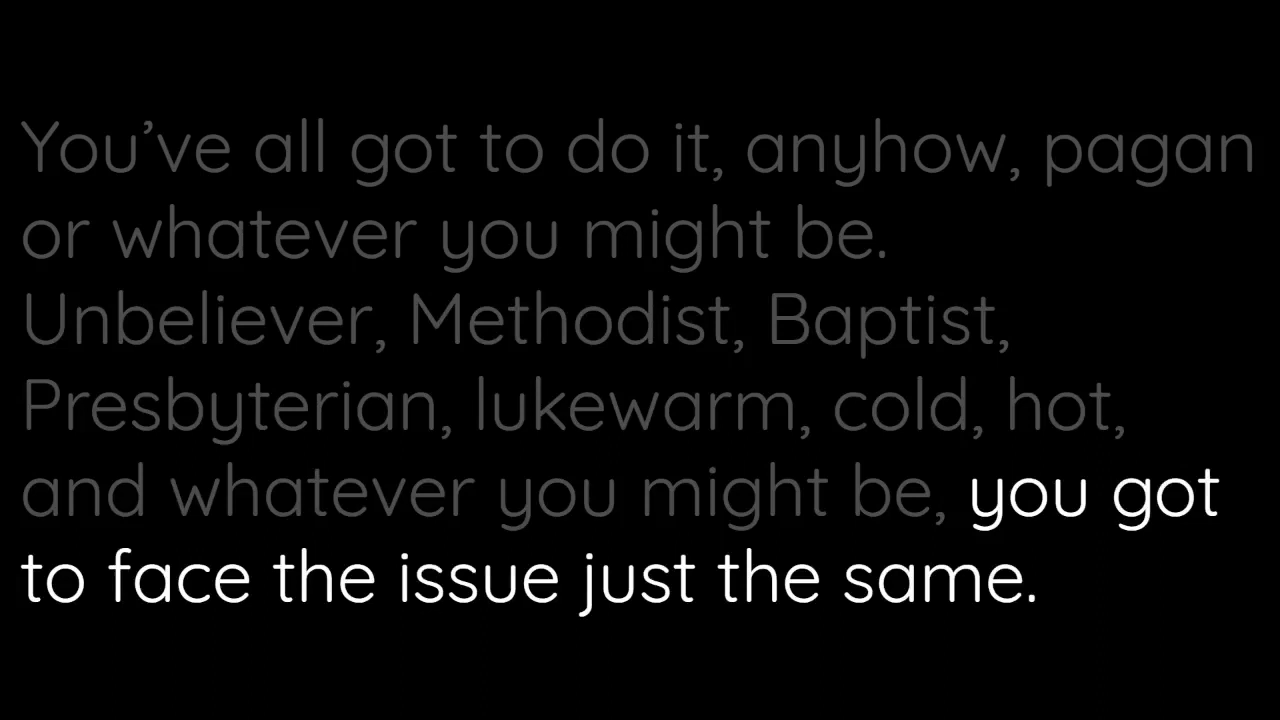 You’ve all got to do it, anyhow, pagan
or whatever you might be.
Unbeliever, Methodist, Baptist,
Presbyterian, lukewarm, cold, hot,
and whatever you might be, you got
to face the issue just the same.